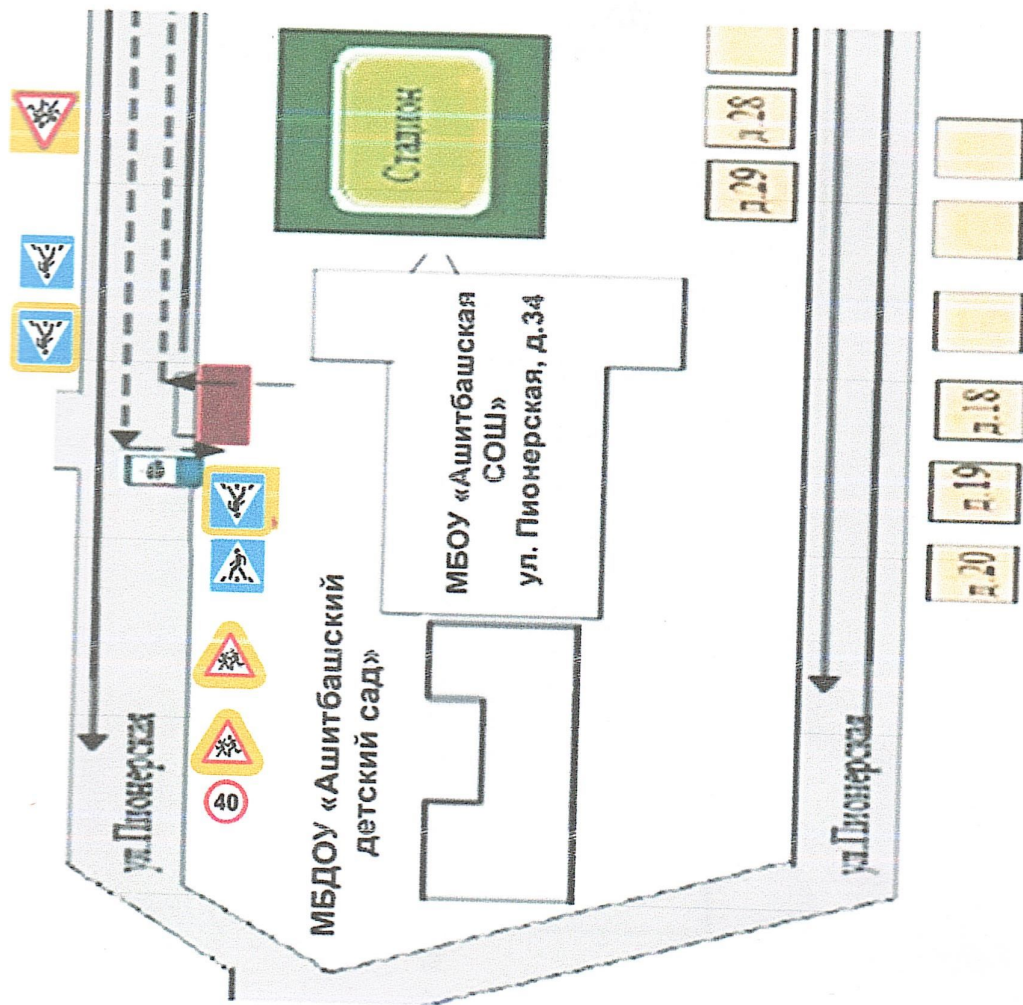 ул.Пионерская
40
МБДОУ «Ашитбашский
детский сад»
МБОУ «Ашитбашская
СОШ»
ул. Пионерская, д.34
Стадион
д.29
д.28
ул.Пионерская
д.20
д.19
д.18